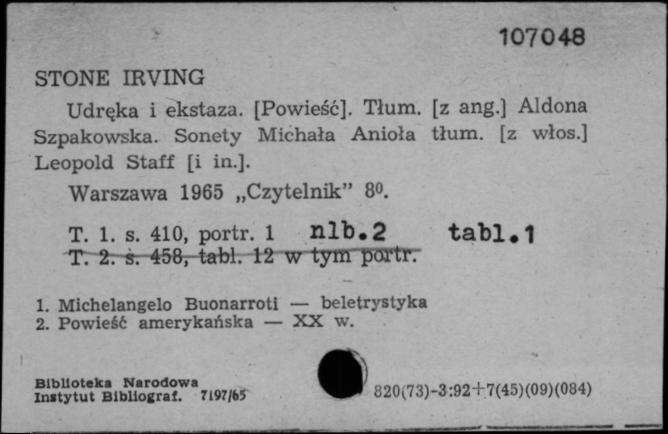 107048
STONE IRVING
Udręka i ekstaza. [Powieść]. Tłum. [z ang.] Aldona
Szpakowska. Sonety Michała Anioła tłum. [z włos.]
Leopold Staff [i in.].
Warszawa 1965 „Czytelnik” 8⁰.
T. 1. s. 410, portr. 1 nlb.2 tabl.1
T. 2. s. 458, tabl. 12 w tym portr.
1. Michelangelo Buonarroti — beletrystyka
2. Powieść amerykańska — XX w.
Biblioteka Narodowa
Instytut Bibliograf. 7197/65
820(73)-3:92+7(45)(09)(084)